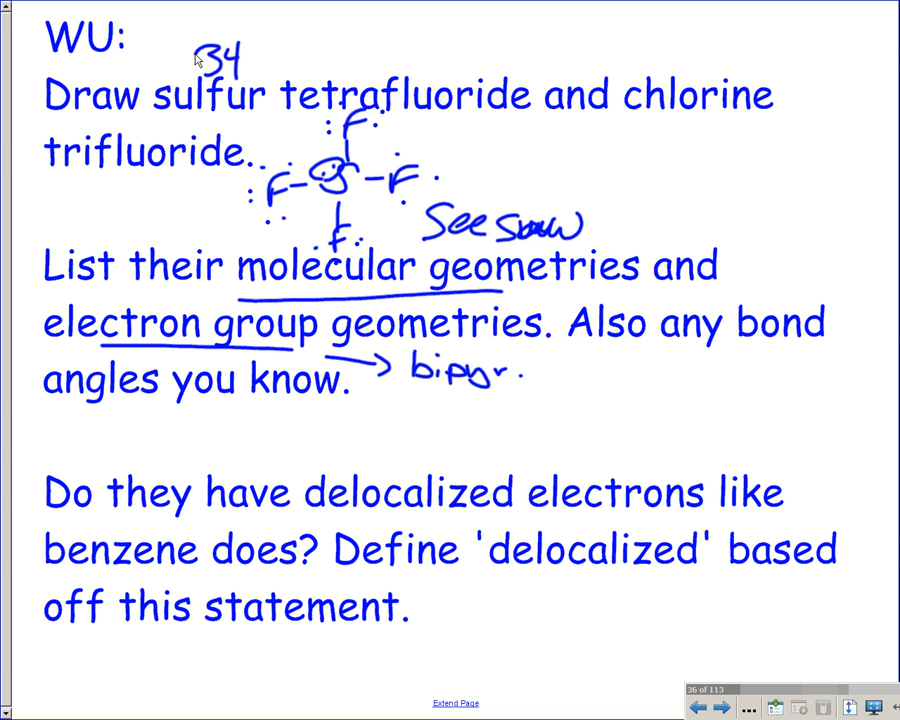 WU:
34
Draw sulfur tetrafluoride and chlorine
F
trifluoride.
F - S - F
See saw
F
List their molecular geometries and
electron group geometries. Also any bond
angles you know.
bipyr.
Do they have delocalized electrons like
benzene does? Define 'delocalized' based
off this statement.
36 of 113
Extend Page